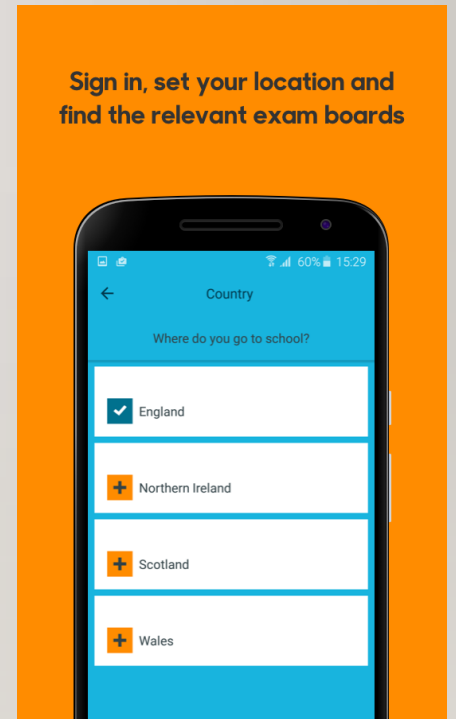 Sign in, set your location and
find the relevant exam boards
60% 15:29
Country
Where do you go to school?
England
Northern Ireland
Scotland
Wales